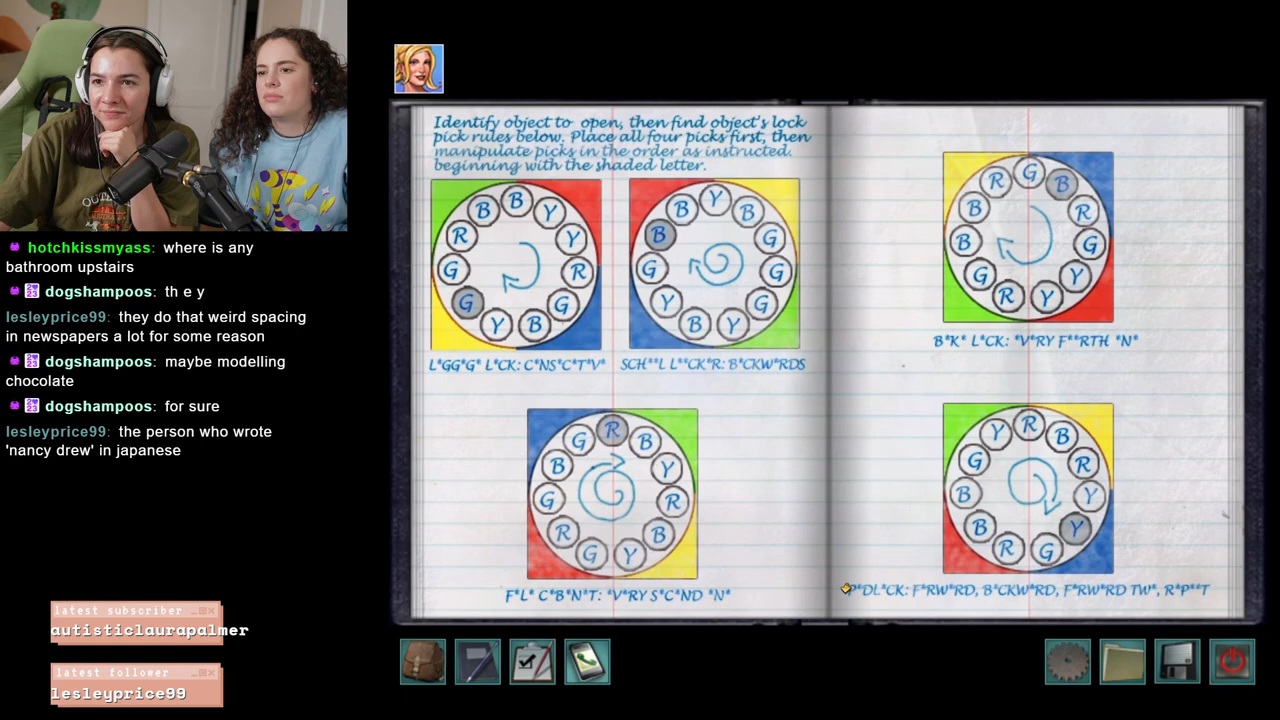 hotchkissmyass: where is any
bathroom upstairs
dogshampoos: th e y
lesleyprice99: they do that weird spacing
in newspapers a lot for some reason
dogshampoos: maybe modelling
chocolate
dogshampoos: for sure
lesleyprice99: the person who wrote
'nancy drew' in japanese
latest subscriber
autisticlaurapalmer
latest follower
lesleyprice99
Identify object to open, then find object's lock
pick rules below. Place all four picks first, then
manipulate picks in the order as instructed.
beginning with the shaded letter.
B Y Y R G B Y G G R B
L*GG*G* L*CK: C*NS*C*T*V*
Y B G G G Y B Y G B B
SCH**L L**CK*R: B*CKW*RDS
R B Y R B Y G R G B G
F*L* C*B*N*T: *V*RY S*C*ND *N*
G B R G Y Y R G B B R
B*K* L*CK: *V*RY F**RTH *N*
R B R Y Y G R B B G Y
P*DL*CK: F*RW*RD, B*CKW*RD, F*RW*RD TW*, R*P**T